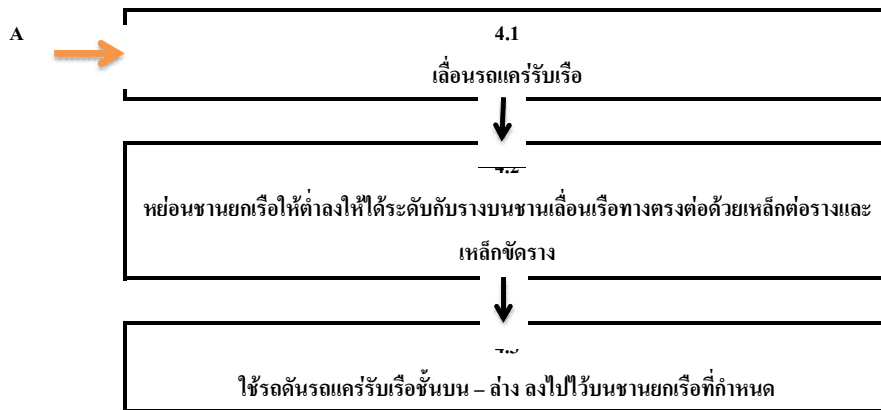 A
4.1
เลื่อนรถแคร่รับเรือ
4.2
หย่อนชานยกเรือให้ต่ำลงให้ได้ระดับกับรางบนชานเลื่อนเรือทางตรงต่อด้วยเหล็กต่อรางและ
เหล็กขัดราง
ใช้รถดันรถแคร่รับเรือชั้นบน – ล่าง ลงไปไว้บนชานยกเรือที่กำหนด